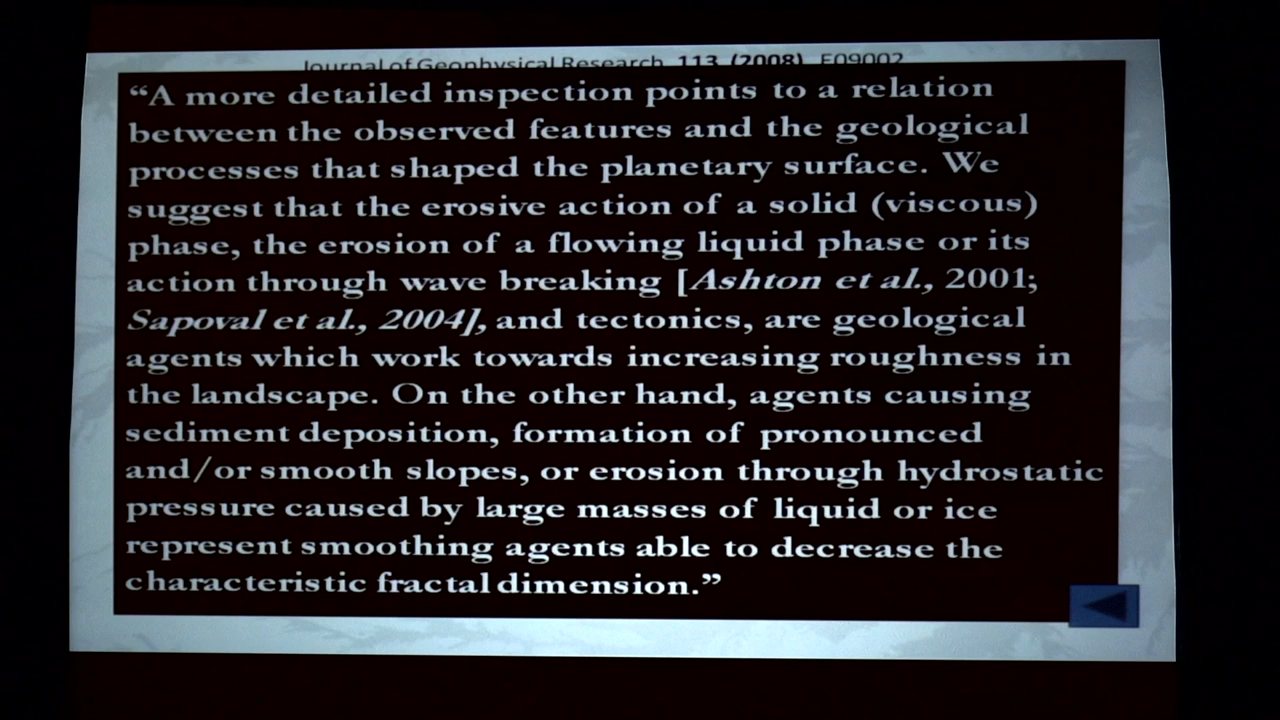 Journal of Geophysical Research, 113, (2008), E09002
“A more detailed inspection points to a relation
between the observed features and the geological
processes that shaped the planetary surface. We
suggest that the erosive action of a solid (viscous)
phase, the erosion of a flowing liquid phase or its
action through wave breaking [Ashton et al., 2001;
Sapoval et al., 2004], and tectonics, are geological
agents which work towards increasing roughness in
the landscape. On the other hand, agents causing
sediment deposition, formation of pronounced
and/or smooth slopes, or erosion through hydrostatic
pressure caused by large masses of liquid or ice
represent smoothing agents able to decrease the
characteristic fractal dimension.”